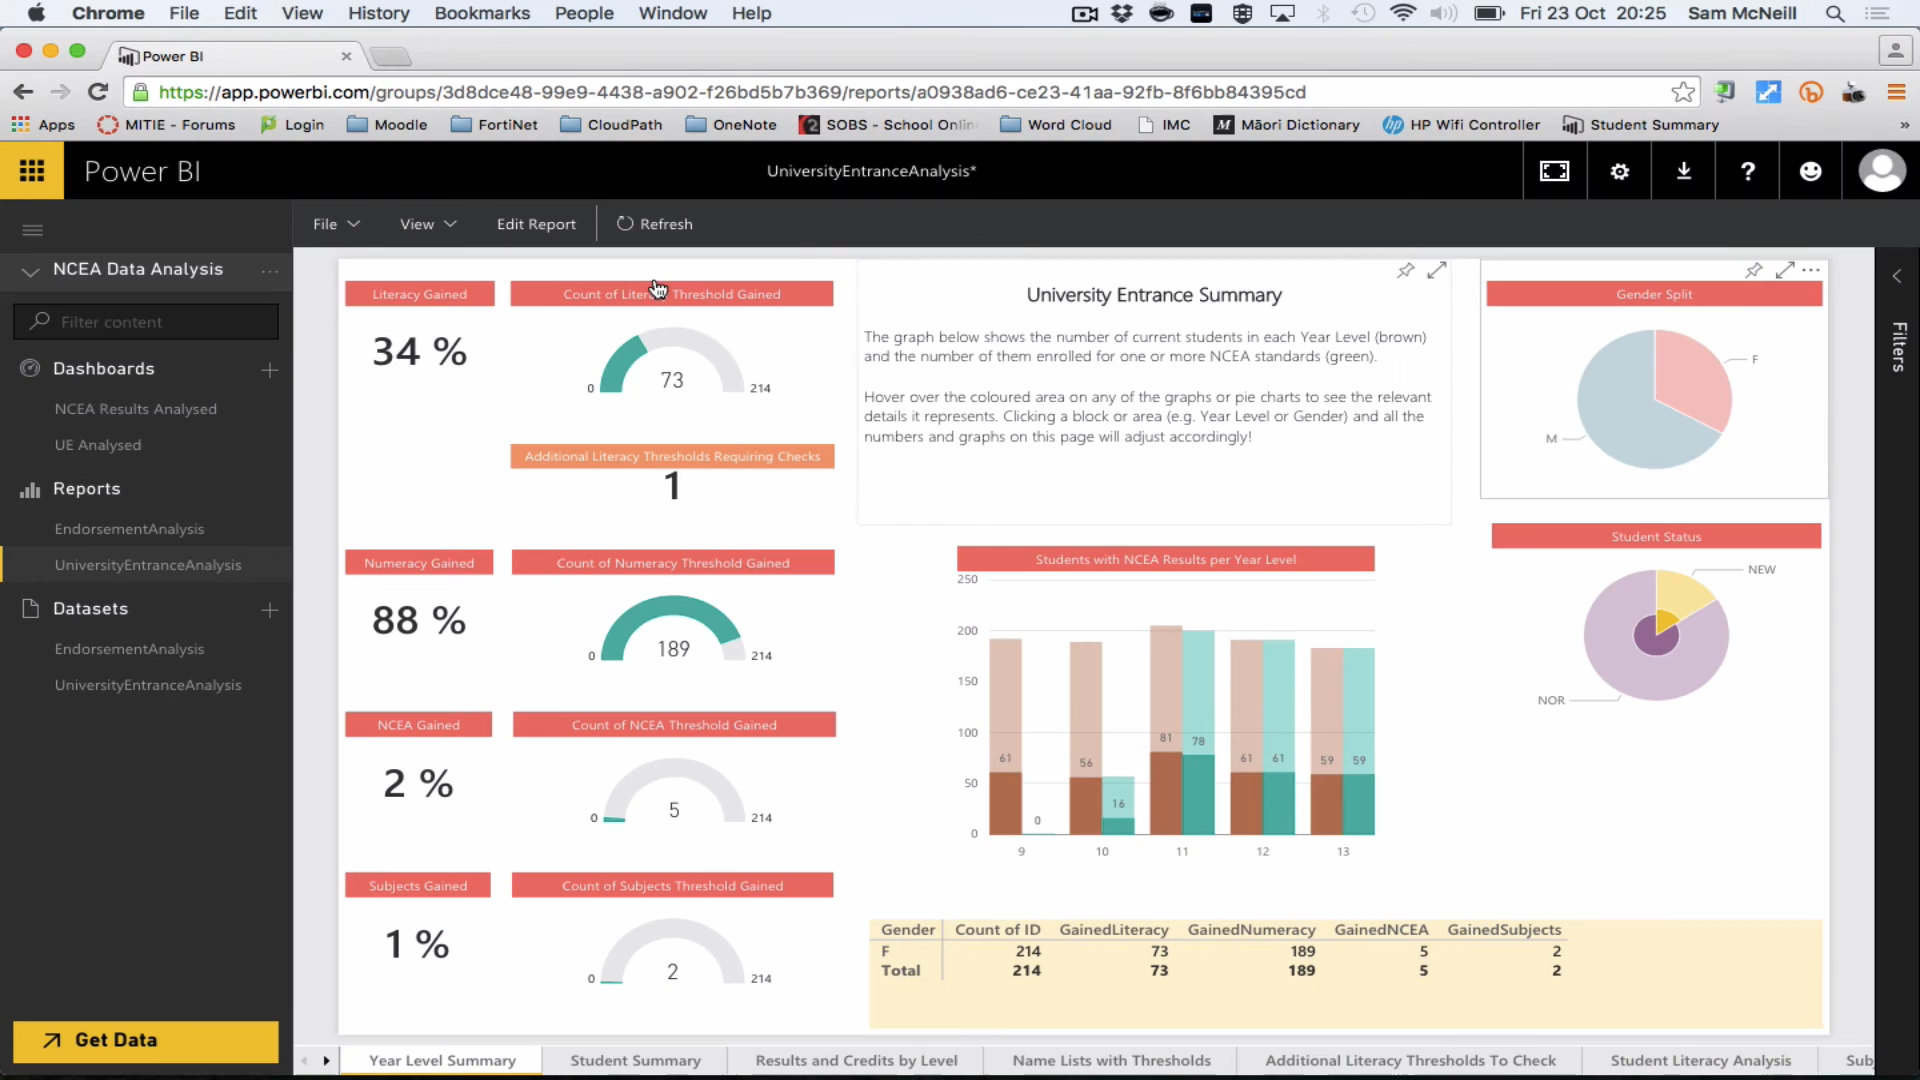 Chrome File Edit View History Bookmarks People Window Help Fri 23 Oct 20:25 Sam McNeill
Power BI
https://app.powerbi.com/groups/3d8dce48-99e9-4438-a902-f26bd5b7b369/reports/a0938ad6-ce23-41aa-92fb-8f6bb84395cd
Apps MITIE - Forums Login Moodle FortiNet CloudPath OneNote SOBS - School Onlin Word Cloud IMC Māori Dictionary HP Wifi Controller Student Summary »
Power BI UniversityEntranceAnalysis* ?
File View Edit Report Refresh
NCEA Data Analysis ...
Filter content
Dashboards
NCEA Results Analysed
UE Analysed
Reports
EndorsementAnalysis
UniversityEntranceAnalysis
Datasets
EndorsementAnalysis
UniversityEntranceAnalysis
Get Data
Literacy Gained
34 %
Count of Threshold Gained
73
0 214
Additional Literacy Thresholds Requiring Checks
1
Numeracy Gained
88 %
Count of Numeracy Threshold Gained
189
0 214
NCEA Gained
2 %
Count of NCEA Threshold Gained
5
0 214
Subjects Gained
1 %
Count of Subjects Threshold Gained
2
0 214
University Entrance Summary
The graph below shows the number of current students in each Year Level (brown)
and the number of them enrolled for one or more NCEA standards (green).
Hover over the coloured area on any of the graphs or pie charts to see the relevant
details it represents. Clicking a block or area (e.g. Year Level or Gender) and all the
numbers and graphs on this page will adjust accordingly!
Students with NCEA Results per Year Level
250
200
150
100
50
0
61 0 56 16 81 78 61 61 59 59
9 10 11 12 13
Gender Split
F
M
Student Status
NEW
NOR
Filters
Gender Count of ID GainedLiteracy GainedNumeracy GainedNCEA GainedSubjects
F 214 73 189 5 2
Total 214 73 189 5 2
Year Level Summary Student Summary Results and Credits by Level Name Lists with Thresholds Additional Literacy Thresholds To Check Student Literacy Analysis Sub